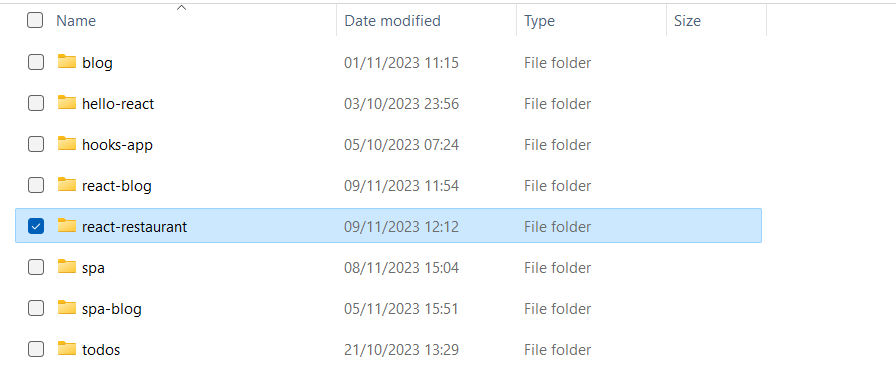 Name Date modified Type Size
blog 01/11/2023 11:15 File folder
hello-react 03/10/2023 23:56 File folder
hooks-app 05/10/2023 07:24 File folder
react-blog 09/11/2023 11:54 File folder
react-restaurant 09/11/2023 12:12 File folder
spa 08/11/2023 15:04 File folder
spa-blog 05/11/2023 15:51 File folder
todos 21/10/2023 13:29 File folder